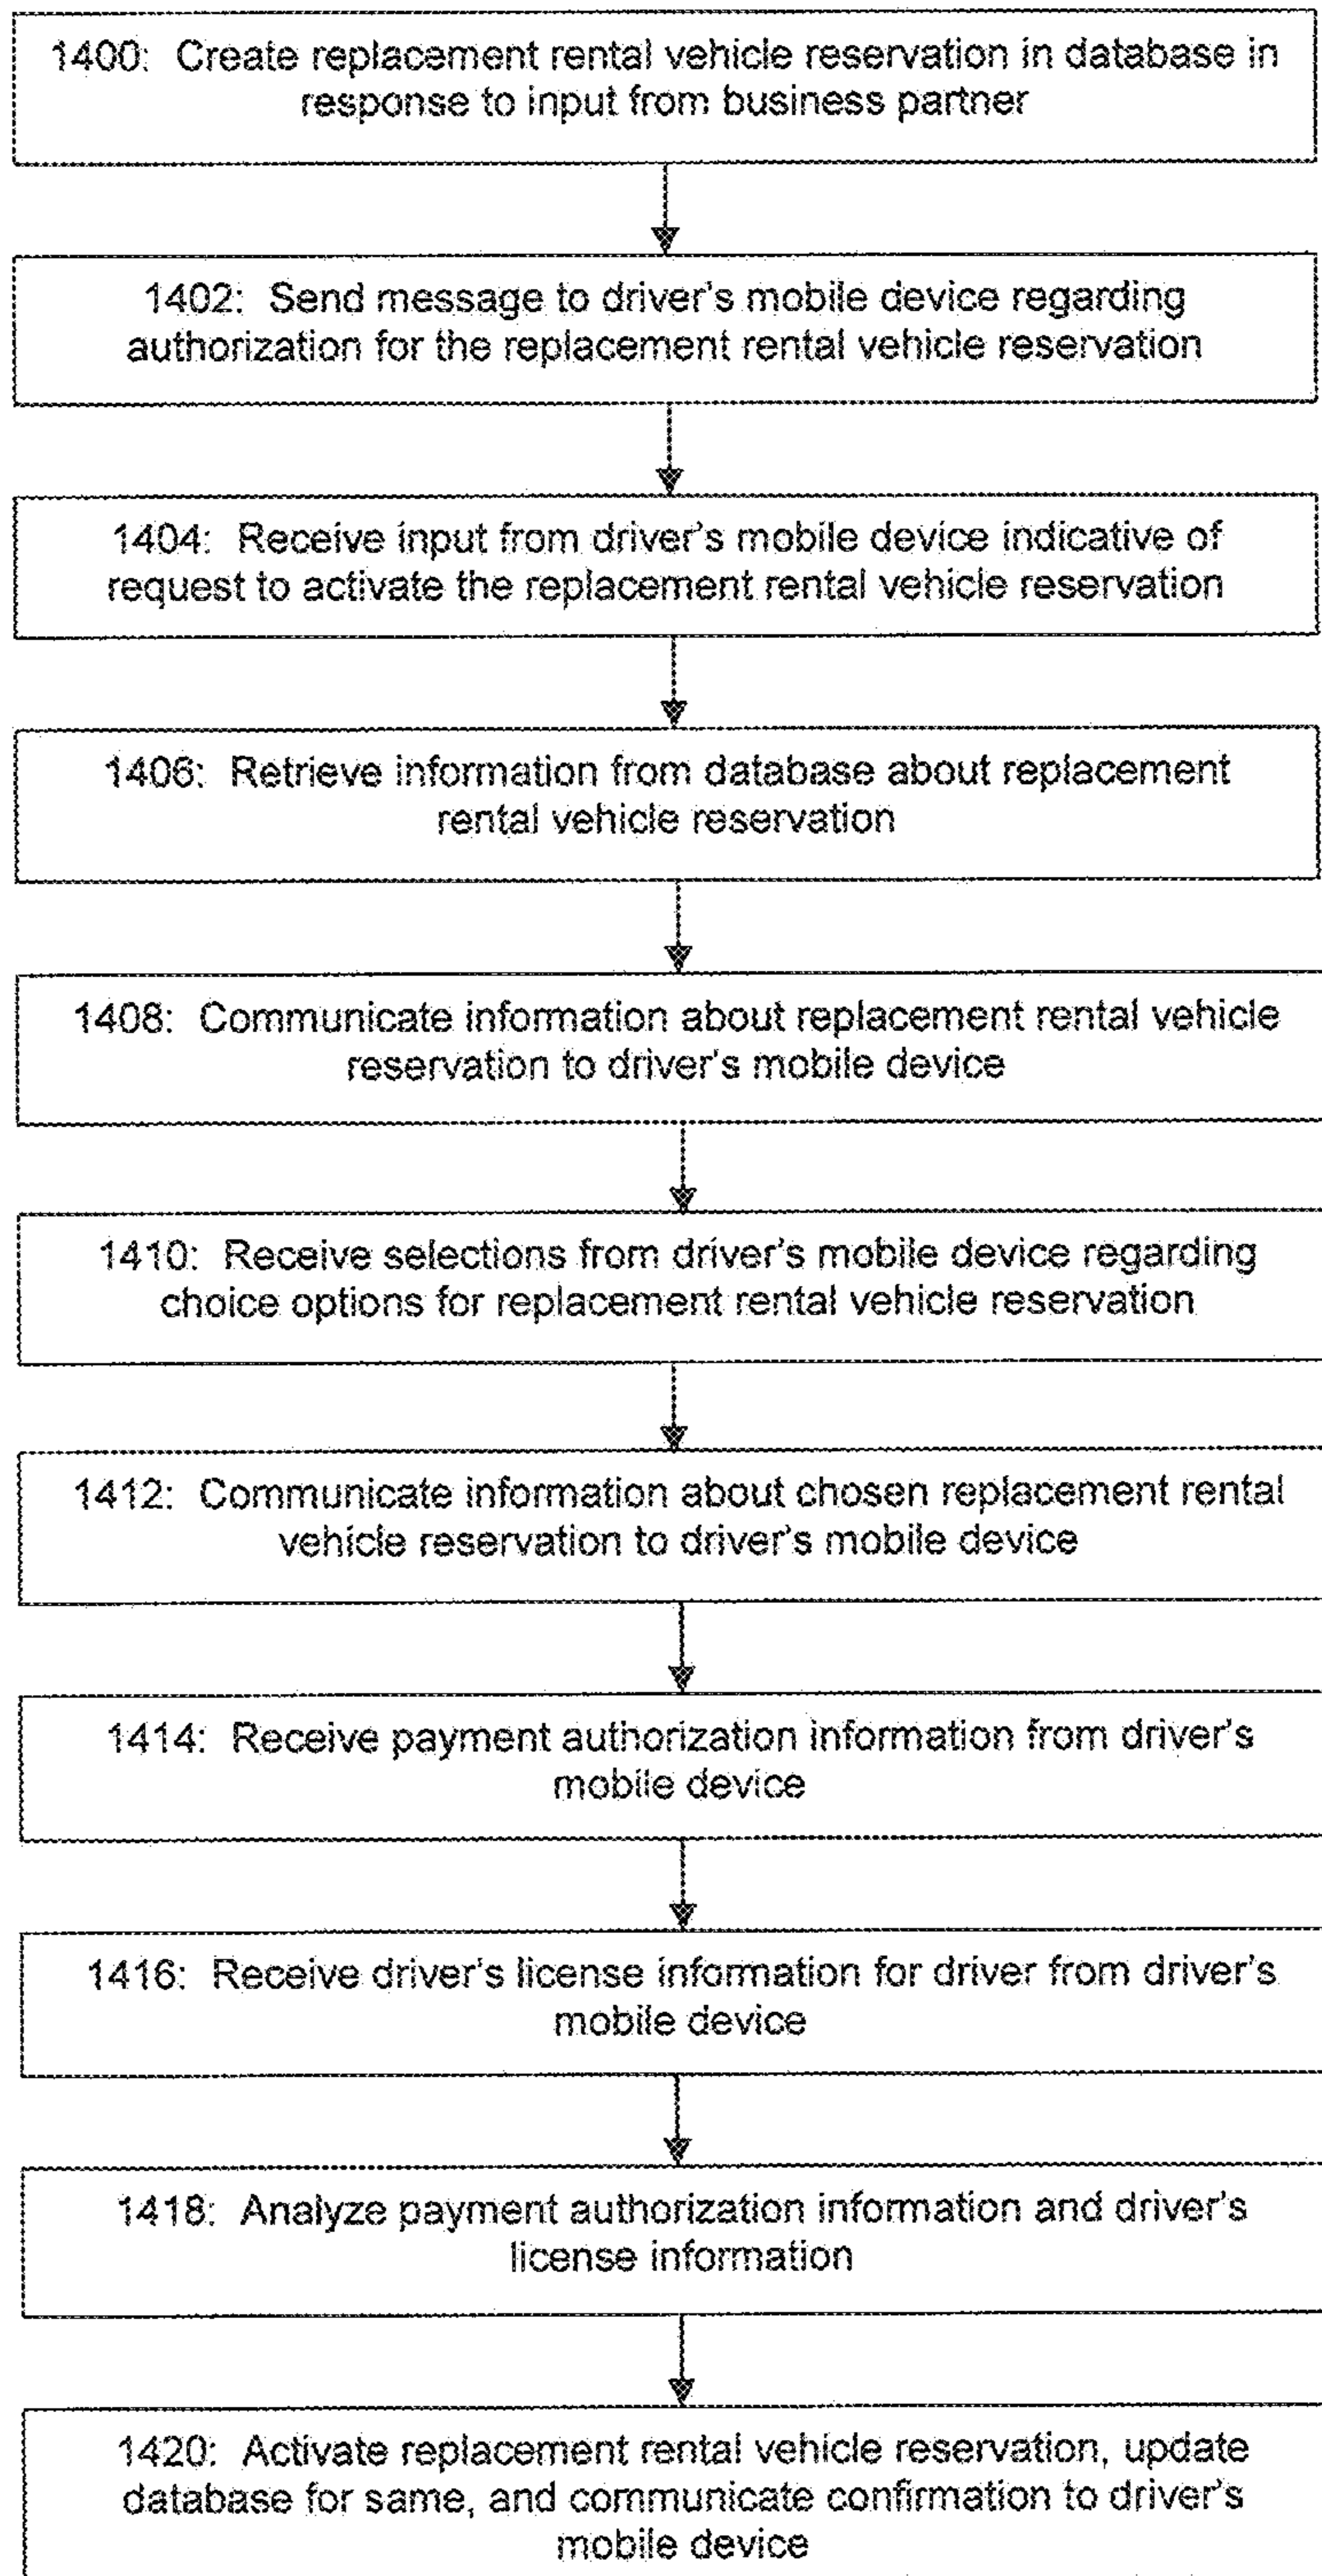 1400: Create replacement rental vehicle reservation in database in
response to input from business partner
1402: Send message to driver's mobile device regarding
authorization for the replacement rental vehicle reservation
1404: Receive input from driver's mobile device indicative of
request to activate the replacement rental vehicle reservation
1406: Retrieve information from database about replacement
rental vehicle reservation
1408: Communicate information about replacement rental vehicle
reservation to driver's mobile device
1410: Receive selections from driver's mobile device regarding
choice options for replacement rental vehicle reservation
1412: Communicate information about chosen replacement rental
vehicle reservation to driver's mobile device
1414: Receive payment authorization information from driver's
mobile device
1416: Receive driver's license information for driver from driver's
mobile device
1418: Analyze payment authorization information and driver's
license information
1420: Activate replacement rental vehicle reservation, update
database for same, and communicate confirmation to driver's
mobile device